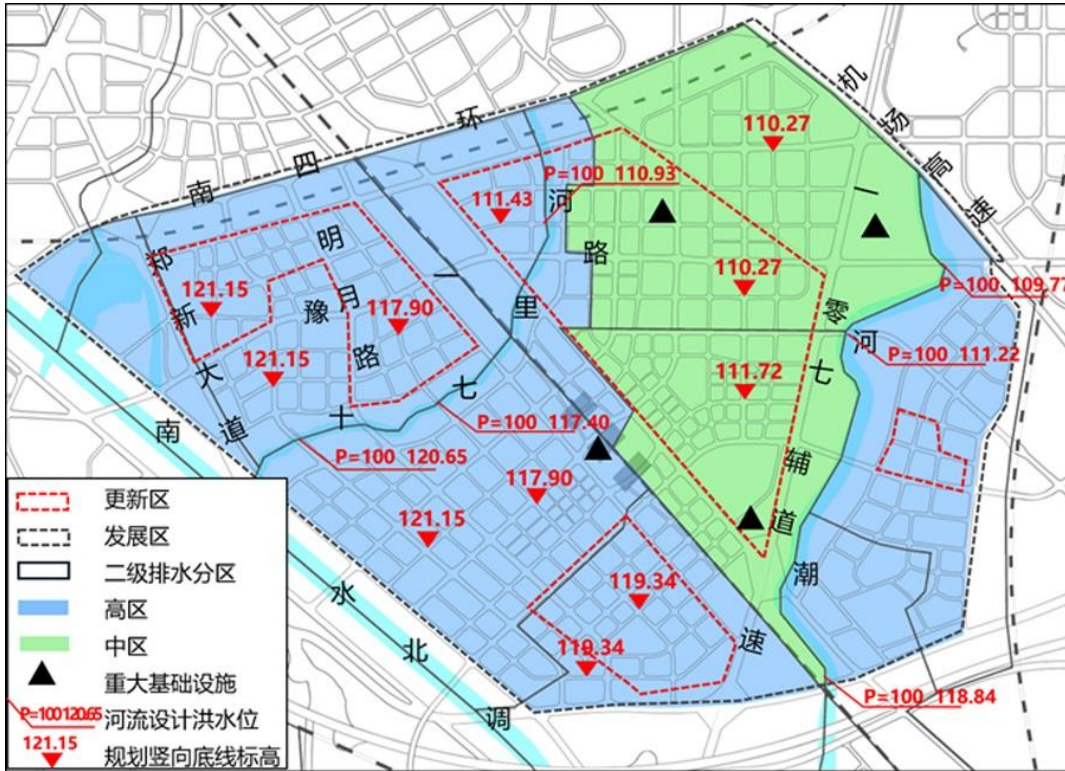 机场高速
南四环
110.27
P=100 110.93
111.43
河
路
一
郑新大道
明月路
豫
一
里
121.15
117.90
110.27
P=100 109.77
零
河
P=100 111.22
七
121.15
111.72
七
十
P=100 117.40
南
P=100 120.65
辅
道
117.90
121.15
潮
119.34
119.34
速
水
北
调
P=100 118.84
更新区
发展区
二级排水分区
高区
中区
重大基础设施
P=100 120.65 河流设计洪水位
121.15 规划竖向底线标高